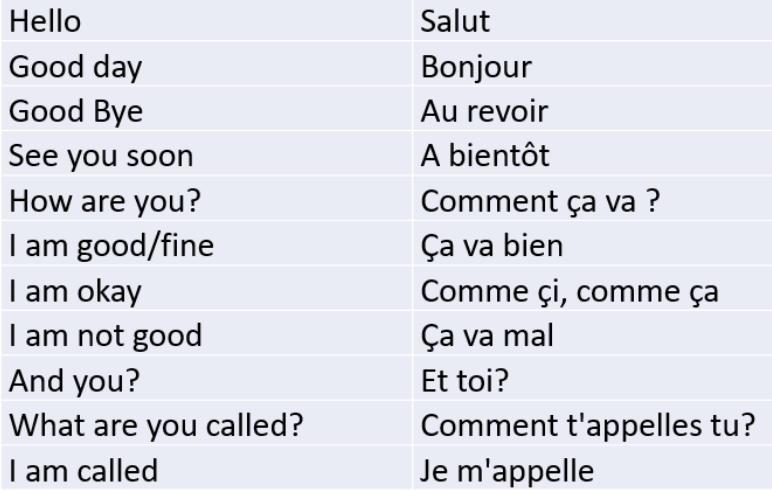 Hello Salut
Good day Bonjour
Good Bye Au revoir
See you soon A bientôt
How are you? Comment ça va ?
I am good/fine Ça va bien
I am okay Comme çi, comme ça
I am not good Ça va mal
And you? Et toi?
What are you called? Comment t'appelles tu?
I am called Je m'appelle